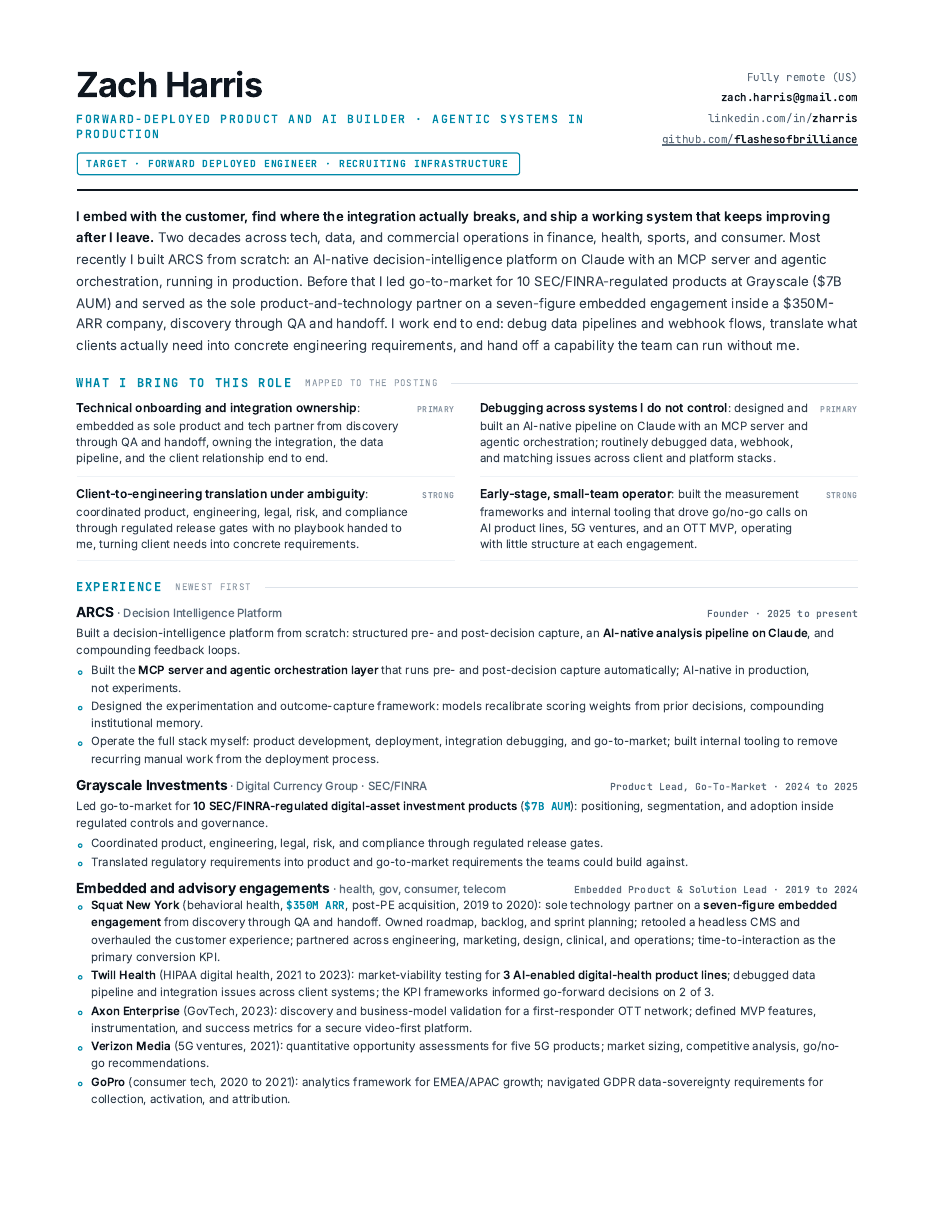 Zach Harris
FORWARD-DEPLOYED PRODUCT AND AI BUILDER · AGENTIC SYSTEMS IN
PRODUCTION
TARGET · FORWARD DEPLOYED ENGINEER · RECRUITING INFRASTRUCTURE
Fully remote (US)
zach.harris@gmail.com
linkedin.com/in/zharris
github.com/flashesofbrilliance
I embed with the customer, find where the integration actually breaks, and ship a working system that keeps improving
after I leave. Two decades across tech, data, and commercial operations in finance, health, sports, and consumer. Most
recently I built ARCS from scratch: an AI-native decision-intelligence platform on Claude with an MCP server and agentic
orchestration, running in production. Before that I led go-to-market for 10 SEC/FINRA-regulated products at Grayscale ($7B
AUM) and served as the sole product-and-technology partner on a seven-figure embedded engagement inside a $350M-
ARR company, discovery through QA and handoff. I work end to end: debug data pipelines and webhook flows, translate what
clients actually need into concrete engineering requirements, and hand off a capability the team can run without me.
WHAT I BRING TO THIS ROLE MAPPED TO THE POSTING
Technical onboarding and integration ownership: PRIMARY
embedded as sole product and tech partner from discovery
through QA and handoff, owning the integration, the data
pipeline, and the client relationship end to end.
Debugging across systems I do not control: designed and PRIMARY
built an AI-native pipeline on Claude with an MCP server and
agentic orchestration; routinely debugged data, webhook,
and matching issues across client and platform stacks.
Client-to-engineering translation under ambiguity: STRONG
coordinated product, engineering, legal, risk, and compliance
through regulated release gates with no playbook handed to
me, turning client needs into concrete requirements.
Early-stage, small-team operator: built the measurement STRONG
frameworks and internal tooling that drove go/no-go calls on
AI product lines, 5G ventures, and an OTT MVP, operating
with little structure at each engagement.
EXPERIENCE NEWEST FIRST
ARCS · Decision Intelligence Platform Founder · 2025 to present
Built a decision-intelligence platform from scratch: structured pre- and post-decision capture, an AI-native analysis pipeline on Claude, and
compounding feedback loops.
Built the MCP server and agentic orchestration layer that runs pre- and post-decision capture automatically; AI-native in production,
not experiments.
Designed the experimentation and outcome-capture framework: models recalibrate scoring weights from prior decisions, compounding
institutional memory.
Operate the full stack myself: product development, deployment, integration debugging, and go-to-market; built internal tooling to remove
recurring manual work from the deployment process.
Grayscale Investments · Digital Currency Group · SEC/FINRA Product Lead, Go-To-Market · 2024 to 2025
Led go-to-market for 10 SEC/FINRA-regulated digital-asset investment products ($7B AUM): positioning, segmentation, and adoption inside
regulated controls and governance.
Coordinated product, engineering, legal, risk, and compliance through regulated release gates.
Translated regulatory requirements into product and go-to-market requirements the teams could build against.
Embedded and advisory engagements · health, gov, consumer, telecom Embedded Product & Solution Lead · 2019 to 2024
Squat New York (behavioral health, $350M ARR, post-PE acquisition, 2019 to 2020): sole technology partner on a seven-figure embedded
engagement from discovery through QA and handoff. Owned roadmap, backlog, and sprint planning; retooled a headless CMS and
overhauled the customer experience; partnered across engineering, marketing, design, clinical, and operations; time-to-interaction as the
primary conversion KPI.
Twill Health (HIPAA digital health, 2021 to 2023): market-viability testing for 3 AI-enabled digital-health product lines; debugged data
pipeline and integration issues across client systems; the KPI frameworks informed go-forward decisions on 2 of 3.
Axon Enterprise (GovTech, 2023): discovery and business-model validation for a first-responder OTT network; defined MVP features,
instrumentation, and success metrics for a secure video-first platform.
Verizon Media (5G ventures, 2021): quantitative opportunity assessments for five 5G products; market sizing, competitive analysis, go/no-
go recommendations.
GoPro (consumer tech, 2020 to 2021): analytics framework for EMEA/APAC growth; navigated GDPR data-sovereignty requirements for
collection, activation, and attribution.